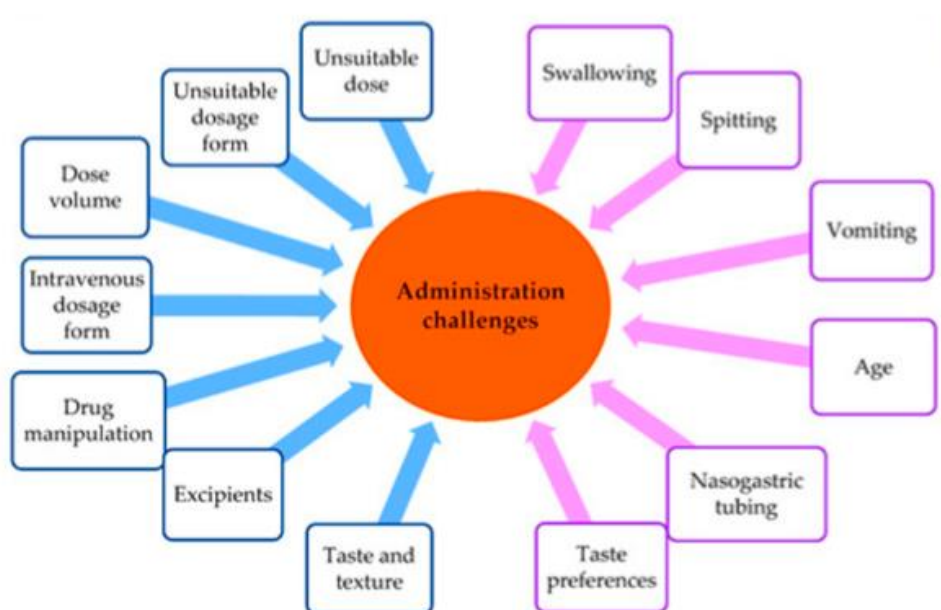 Unsuitable
dose
Unsuitable
dosage
form
Dose
volume
Intravenous
dosage
form
Drug
manipulation
Excipients
Taste and
texture
Administration
challenges
Swallowing
Spitting
Vomiting
Age
Nasogastric
tubing
Taste
preferences